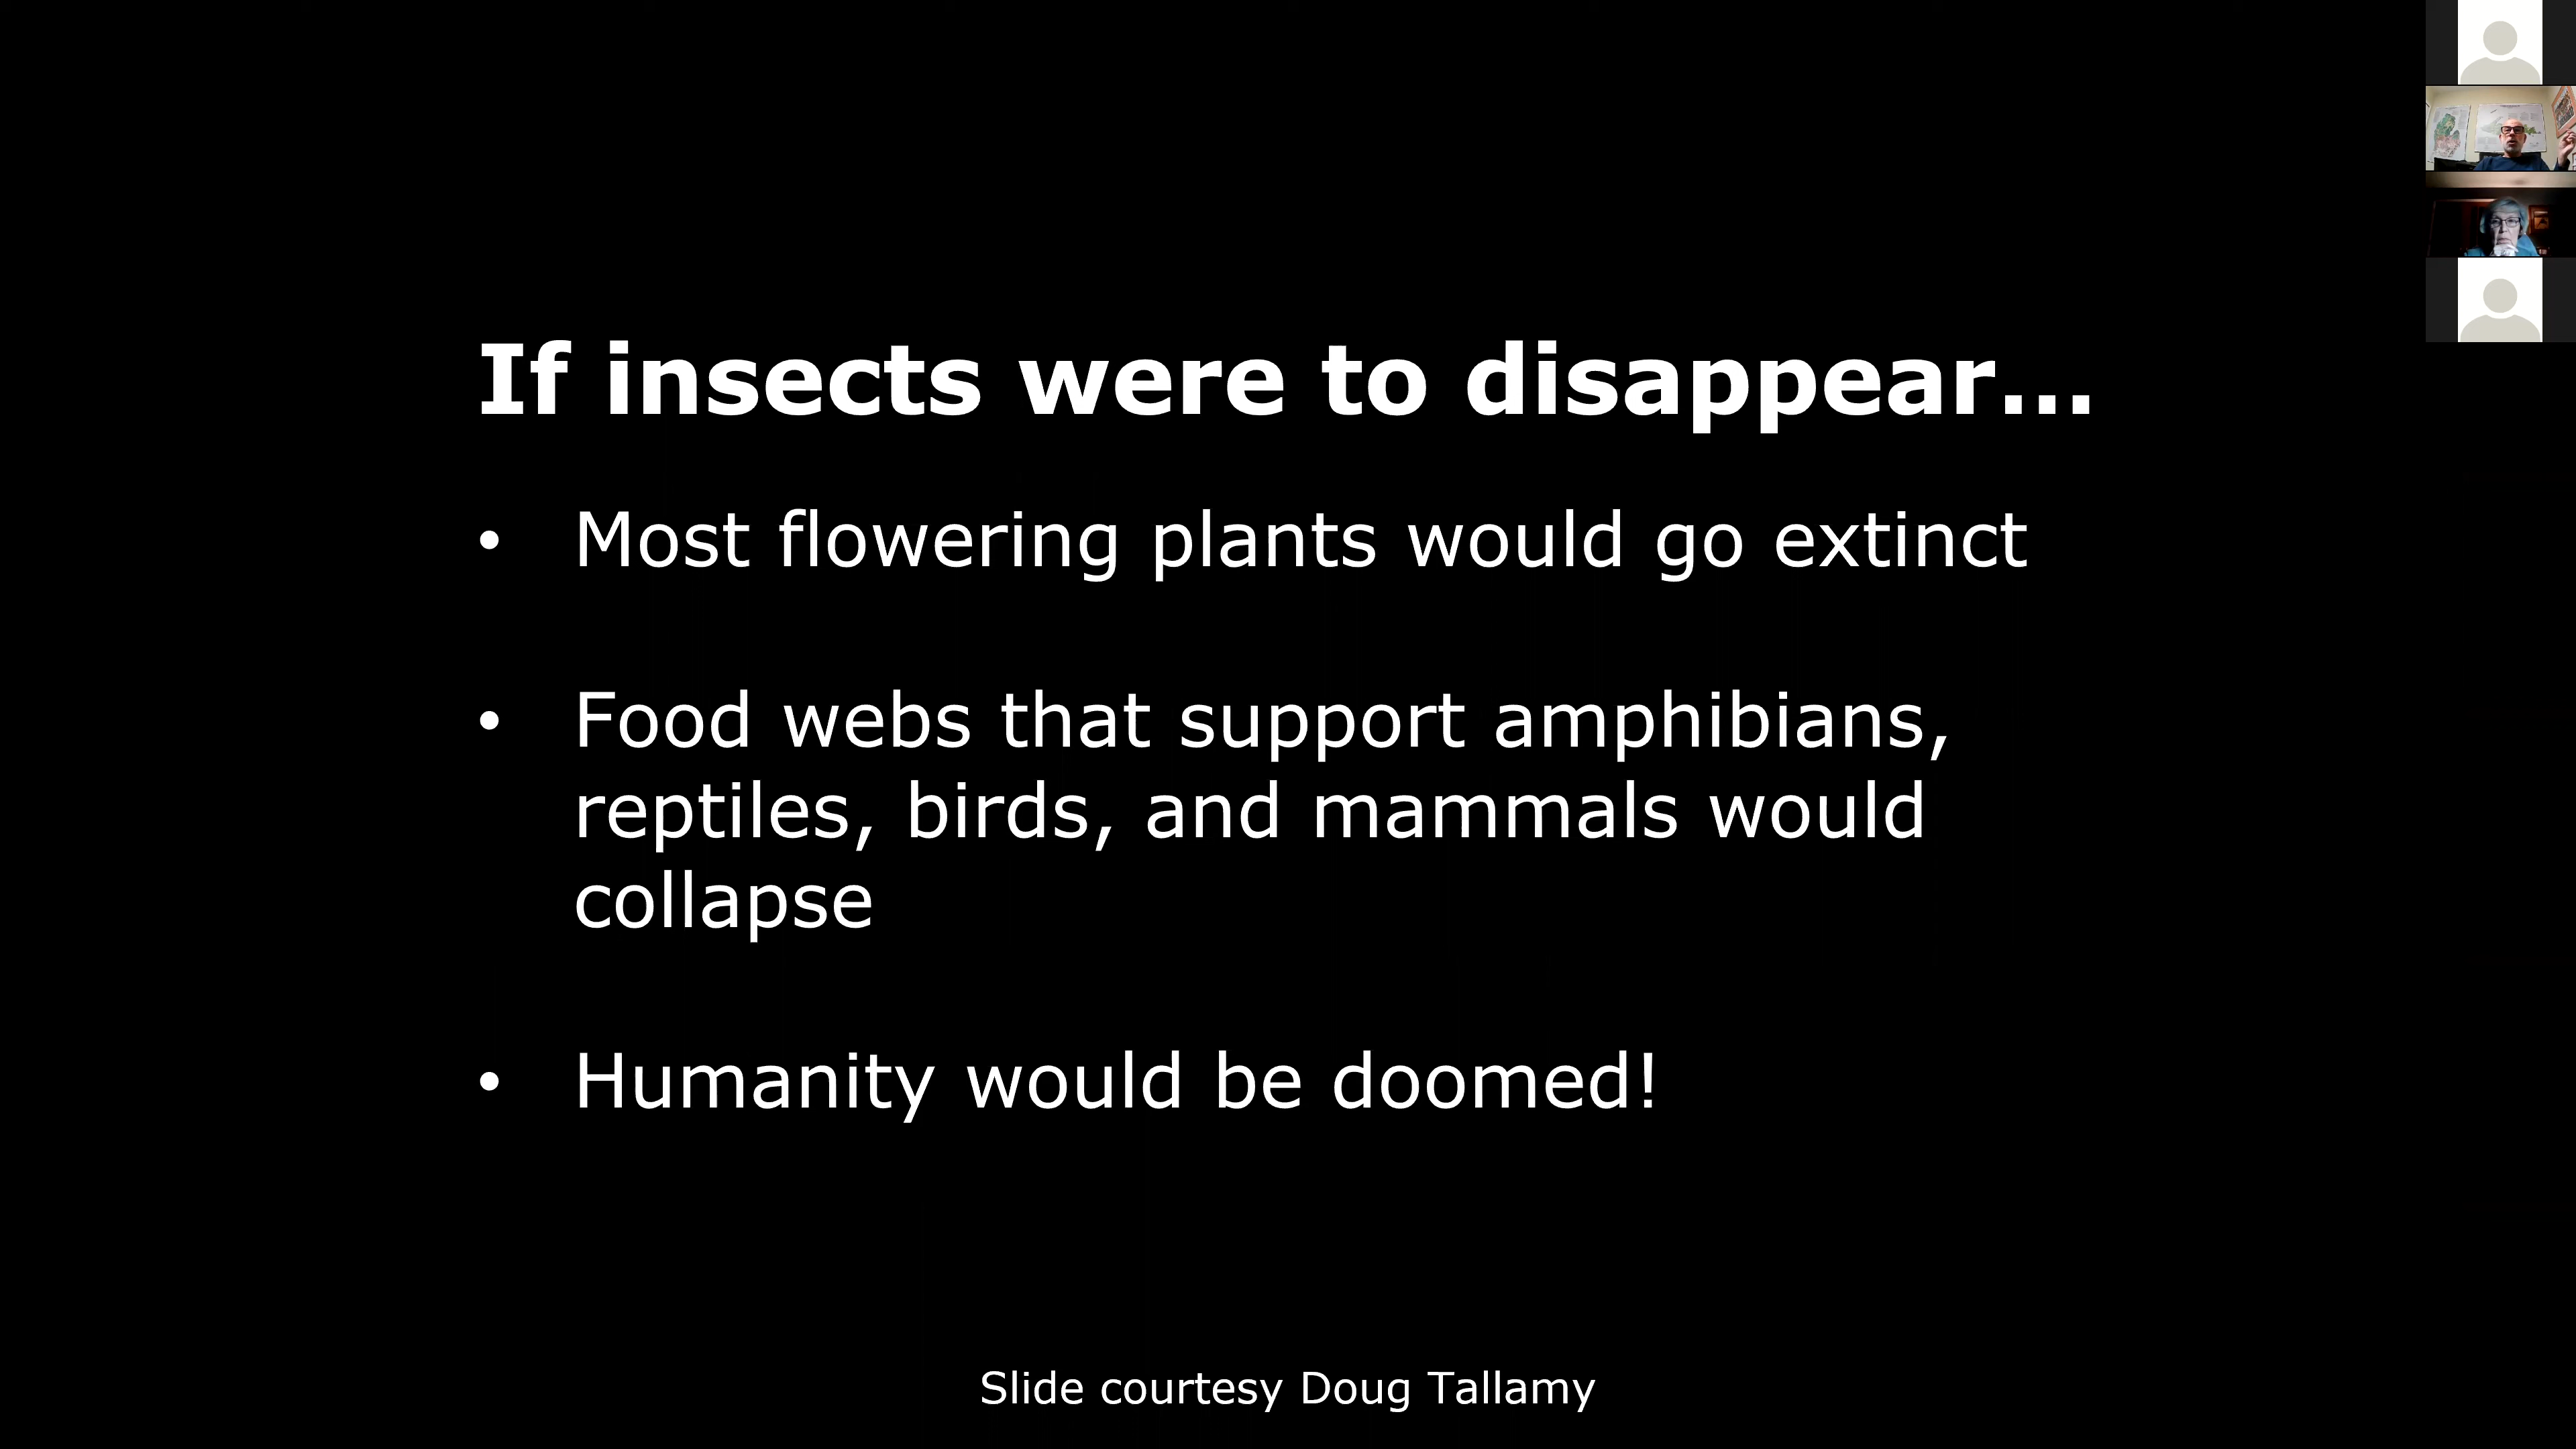 If insects were to disappear...
• Most flowering plants would go extinct
• Food webs that support amphibians,
reptiles, birds, and mammals would
collapse
• Humanity would be doomed!
Slide courtesy Doug Tallamy